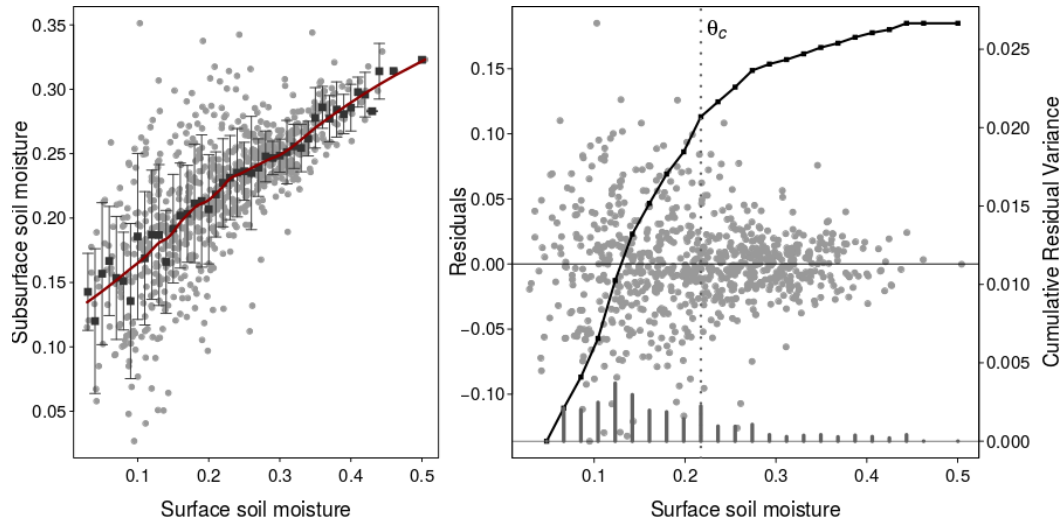 0.35
0.30
0.25
0.20
0.15
0.10
0.05
Subsurface soil moisture
0.1 0.2 0.3 0.4 0.5
Surface soil moisture
θc
0.15
0.10
0.05
0.00
−0.05
−0.10
Residuals
0.025
0.020
0.015
0.010
0.005
0.000
Cumulative Residual Variance
0.1 0.2 0.3 0.4 0.5
Surface soil moisture